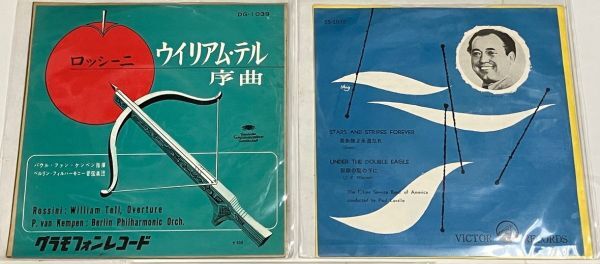 DG-1039
ロッシーニ
ウイリアム・テル
序曲
Deutsche
Grammophon
Gesellschaft
パウル・ファン・ケンペン指揮
ベルリン・フィルハーモニー管弦楽団
Rossini: William Tell, Overture
P. van Kempen: Berlin Philharmonic Orch.
グラモフォンレコード
STARS AND STRIPES FOREVER
星条旗よ永遠なれ
UNDER THE DOUBLE EAGLE
双頭の鷲の下に
Service Band of America
conducted by Paul Lavalle
VICTOR RECORDS